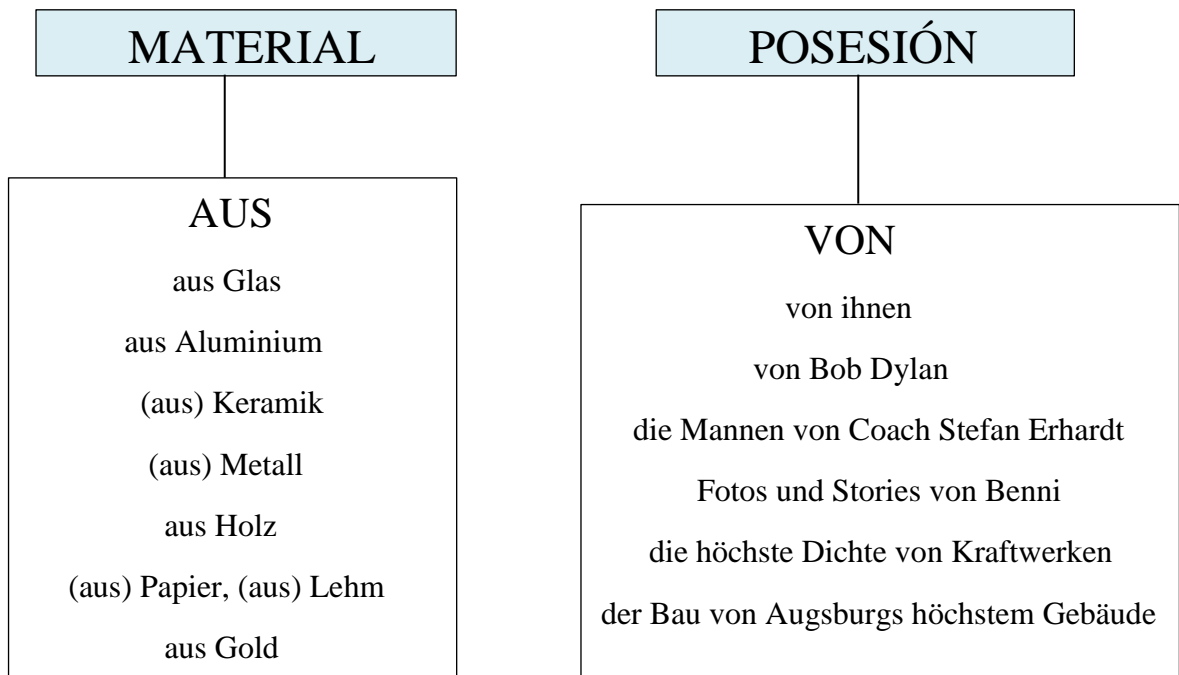 MATERIAL
AUS
aus Glas
aus Aluminium
(aus) Keramik
(aus) Metall
aus Holz
(aus) Papier, (aus) Lehm
aus Gold
POSESIÓN
VON
von ihnen
von Bob Dylan
die Mannen von Coach Stefan Erhardt
Fotos und Stories von Benni
die höchste Dichte von Kraftwerken
der Bau von Augsburgs höchstem Gebäude